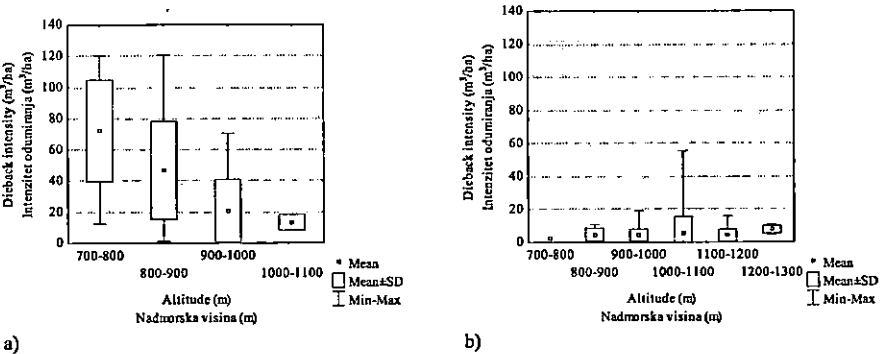 Dieback intensity (m³/ha)
Intenzitet odumiranja (m³/ha)
140
120
100
80
60
40
20
0
700-800
900-1000
800-900
1000-1100
Mean
Mean±SD
Min-Max
Altitude (m)
Nadmorska visina (m)
a)
Dieback intensity (m³/ha)
Intenzitet odumiranja (m³/ha)
140
120
100
80
60
40
20
0
700-800
900-1000
1100-1200
800-900
1000-1100
1200-1300
Mean
Mean±SD
Min-Max
Altitude (m)
Nadmorska visina (m)
b)